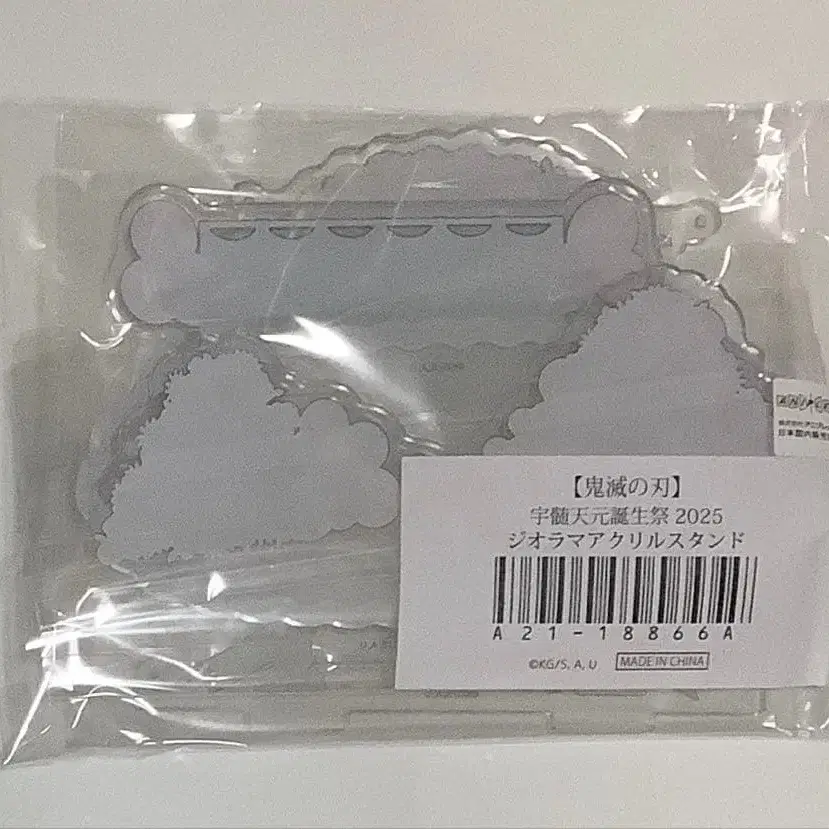 【鬼滅の刃】
宇髄天元誕生祭 2025
ジオラマアクリルスタンド
A21-18866A
©KG/S, A, U
MADE IN CHINA